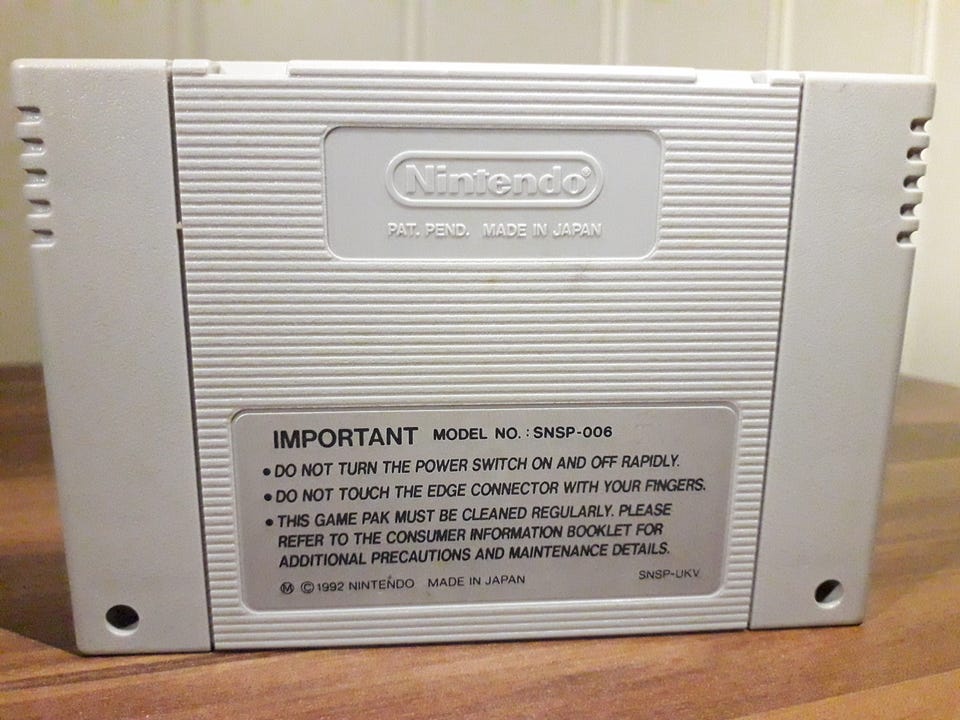 Nintendo®
PAT. PEND. MADE IN JAPAN
IMPORTANT MODEL NO. : SNSP-006
• DO NOT TURN THE POWER SWITCH ON AND OFF RAPIDLY.
• DO NOT TOUCH THE EDGE CONNECTOR WITH YOUR FINGERS.
• THIS GAME PAK MUST BE CLEANED REGULARLY. PLEASE
REFER TO THE CONSUMER INFORMATION BOOKLET FOR
ADDITIONAL PRECAUTIONS AND MAINTENANCE DETAILS.
Ⓜ ©1992 NINTENDO MADE IN JAPAN SNSP-UKV